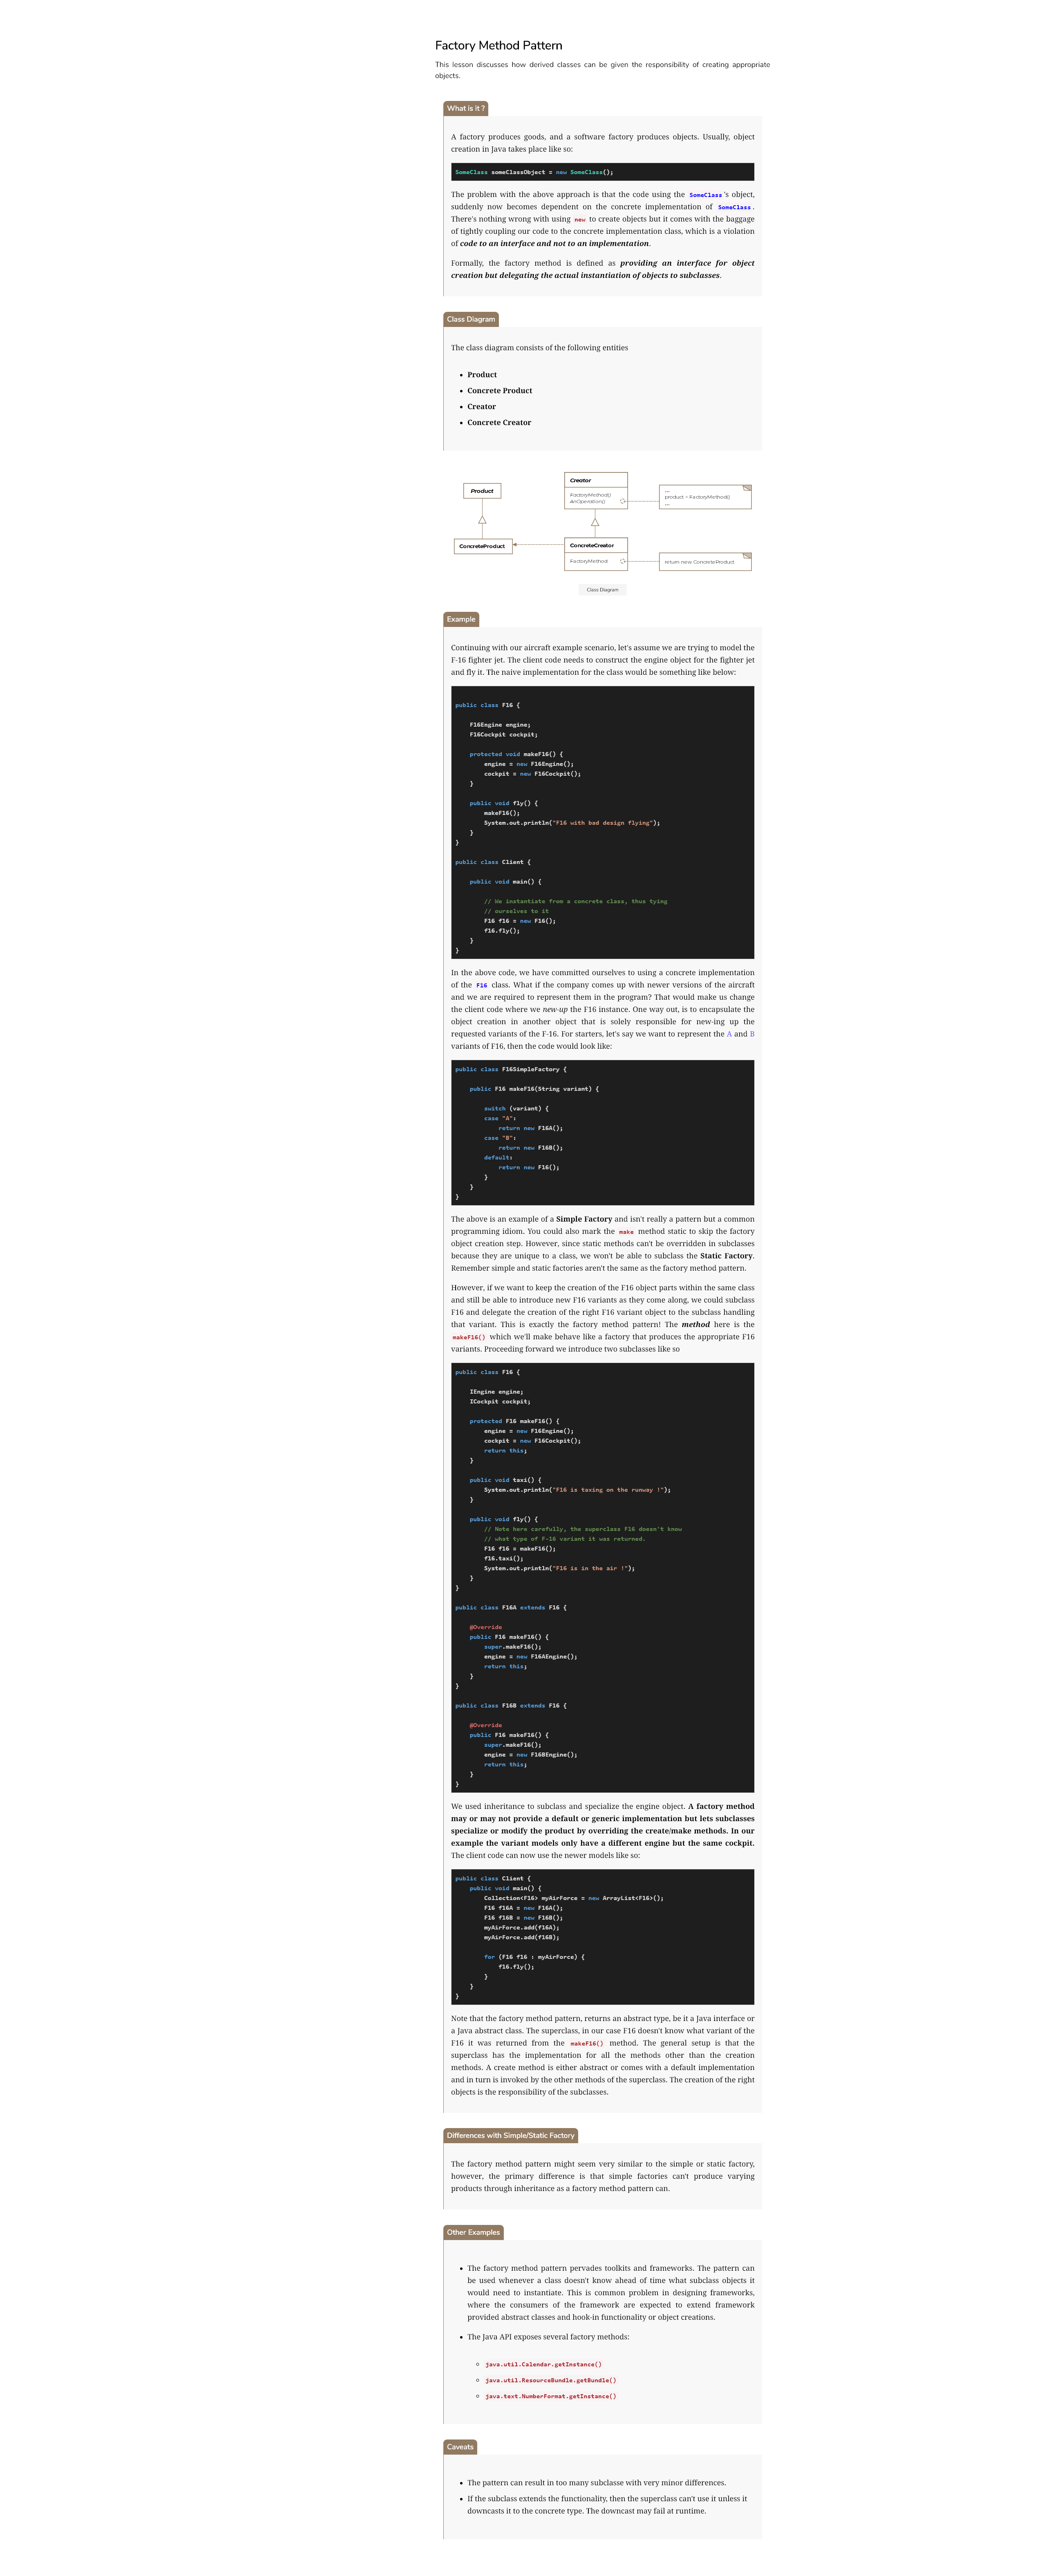 Factory Method Pattern
This lesson discusses how derived classes can be given the responsibility of creating appropriate
objects.
What is it ?
A factory produces goods, and a software factory produces objects. Usually, object
creation in Java takes place like so:
SomeClass someClassObject = new SomeClass();
The problem with the above approach is that the code using the SomeClass 's object,
suddenly now becomes dependent on the concrete implementation of SomeClass .
There's nothing wrong with using new to create objects but it comes with the baggage
of tightly coupling our code to the concrete implementation class, which is a violation
of code to an interface and not to an implementation.
Formally, the factory method is defined as providing an interface for object
creation but delegating the actual instantiation of objects to subclasses.
Class Diagram
The class diagram consists of the following entities
• Product
• Concrete Product
• Creator
• Concrete Creator
Product
Creator
FactoryMethod()
AnOperation()
...
product = FactoryMethod()
...
ConcreteProduct
ConcreteCreator
FactoryMethod
return new ConcreteProduct
Class Diagram
Example
Continuing with our aircraft example scenario, let's assume we are trying to model the
F-16 fighter jet. The client code needs to construct the engine object for the fighter jet
and fly it. The naive implementation for the class would be something like below:
public class F16 {
F16Engine engine;
F16Cockpit cockpit;
protected void makeF16() {
engine = new F16Engine();
cockpit = new F16Cockpit();
}
public void fly() {
makeF16();
System.out.println("F16 with bad design flying");
}
}
public class Client {
public void main() {
// We instantiate from a concrete class, thus tying
// ourselves to it
F16 f16 = new F16();
f16.fly();
}
}
In the above code, we have committed ourselves to using a concrete implementation
of the F16 class. What if the company comes up with newer versions of the aircraft
and we are required to represent them in the program? That would make us change
the client code where we new-up the F16 instance. One way out, is to encapsulate the
object creation in another object that is solely responsible for new-ing up the
requested variants of the F-16. For starters, let's say we want to represent the A and B
variants of F16, then the code would look like:
public class F16SimpleFactory {
public F16 makeF16(String variant) {
switch (variant) {
case "A":
return new F16A();
case "B":
return new F16B();
default:
return new F16();
}
}
}
The above is an example of a Simple Factory and isn't really a pattern but a common
programming idiom. You could also mark the make method static to skip the factory
object creation step. However, since static methods can't be overridden in subclasses
because they are unique to a class, we won't be able to subclass the Static Factory.
Remember simple and static factories aren't the same as the factory method pattern.
However, if we want to keep the creation of the F16 object parts within the same class
and still be able to introduce new F16 variants as they come along, we could subclass
F16 and delegate the creation of the right F16 variant object to the subclass handling
that variant. This is exactly the factory method pattern! The method here is the
makeF16() which we'll make behave like a factory that produces the appropriate F16
variants. Proceeding forward we introduce two subclasses like so
public class F16 {
IEngine engine;
ICockpit cockpit;
protected F16 makeF16() {
engine = new F16Engine();
cockpit = new F16Cockpit();
return this;
}
public void taxi() {
System.out.println("F16 is taxing on the runway !");
}
public void fly() {
// Note here carefully, the superclass F16 doesn't know
// what type of F-16 variant it was returned.
F16 f16 = makeF16();
f16.taxi();
System.out.println("F16 is in the air !");
}
}
public class F16A extends F16 {
@Override
public F16 makeF16() {
super.makeF16();
engine = new F16AEngine();
return this;
}
}
public class F16B extends F16 {
@Override
public F16 makeF16() {
super.makeF16();
engine = new F16BEngine();
return this;
}
}
We used inheritance to subclass and specialize the engine object. A factory method
may or may not provide a default or generic implementation but lets subclasses
specialize or modify the product by overriding the create/make methods. In our
example the variant models only have a different engine but the same cockpit.
The client code can now use the newer models like so:
public class Client {
public void main() {
Collection<F16> myAirForce = new ArrayList<F16>();
F16 f16A = new F16A();
F16 f16B = new F16B();
myAirForce.add(f16A);
myAirForce.add(f16B);
for (F16 f16 : myAirForce) {
f16.fly();
}
}
}
Note that the factory method pattern, returns an abstract type, be it a Java interface or
a Java abstract class. The superclass, in our case F16 doesn't know what variant of the
F16 it was returned from the makeF16() method. The general setup is that the
superclass has the implementation for all the methods other than the creation
methods. A create method is either abstract or comes with a default implementation
and in turn is invoked by the other methods of the superclass. The creation of the right
objects is the responsibility of the subclasses.
Differences with Simple/Static Factory
The factory method pattern might seem very similar to the simple or static factory,
however, the primary difference is that simple factories can't produce varying
products through inheritance as a factory method pattern can.
Other Examples
• The factory method pattern pervades toolkits and frameworks. The pattern can
be used whenever a class doesn't know ahead of time what subclass objects it
would need to instantiate. This is common problem in designing frameworks,
where the consumers of the framework are expected to extend framework
provided abstract classes and hook-in functionality or object creations.
• The Java API exposes several factory methods:
◦ java.util.Calendar.getInstance()
◦ java.util.ResourceBundle.getBundle()
◦ java.text.NumberFormat.getInstance()
Caveats
• The pattern can result in too many subclasse with very minor differences.
• If the subclass extends the functionality, then the superclass can't use it unless it
downcasts it to the concrete type. The downcast may fail at runtime.